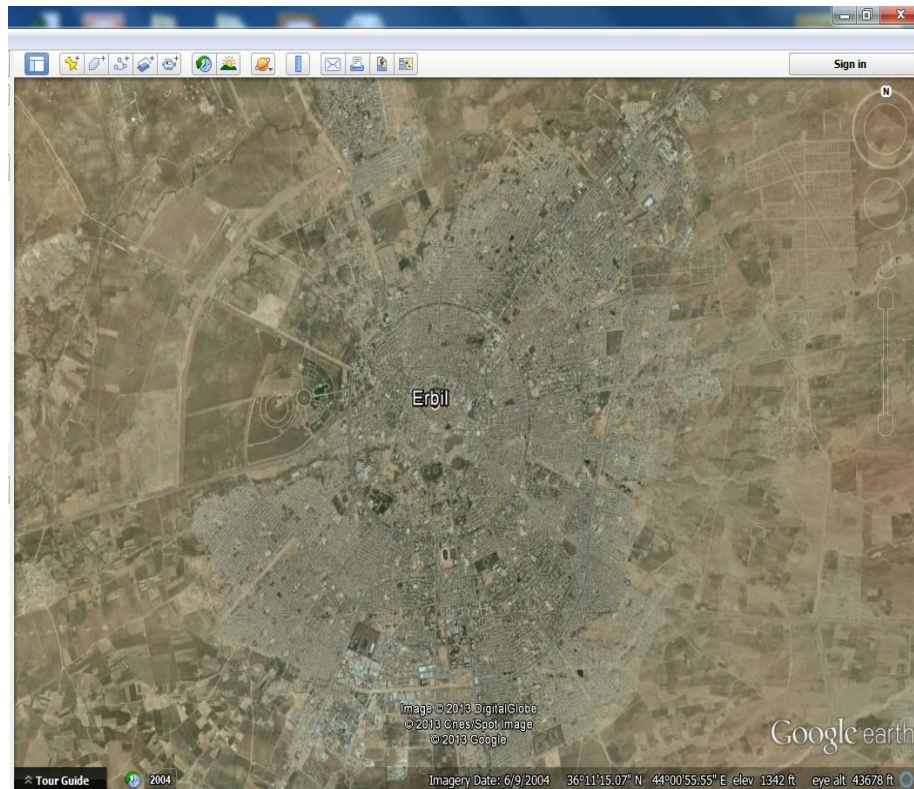 Sign in
N
Erbil
Image © 2013 DigitalGlobe
© 2013 Cnes/Spot Image
© 2013 Google
Google earth
Tour Guide
2004
Imagery Date: 6/9/2004 36°11'15.07" N 44°00'55.55" E elev 1342 ft eye alt 43678 ft